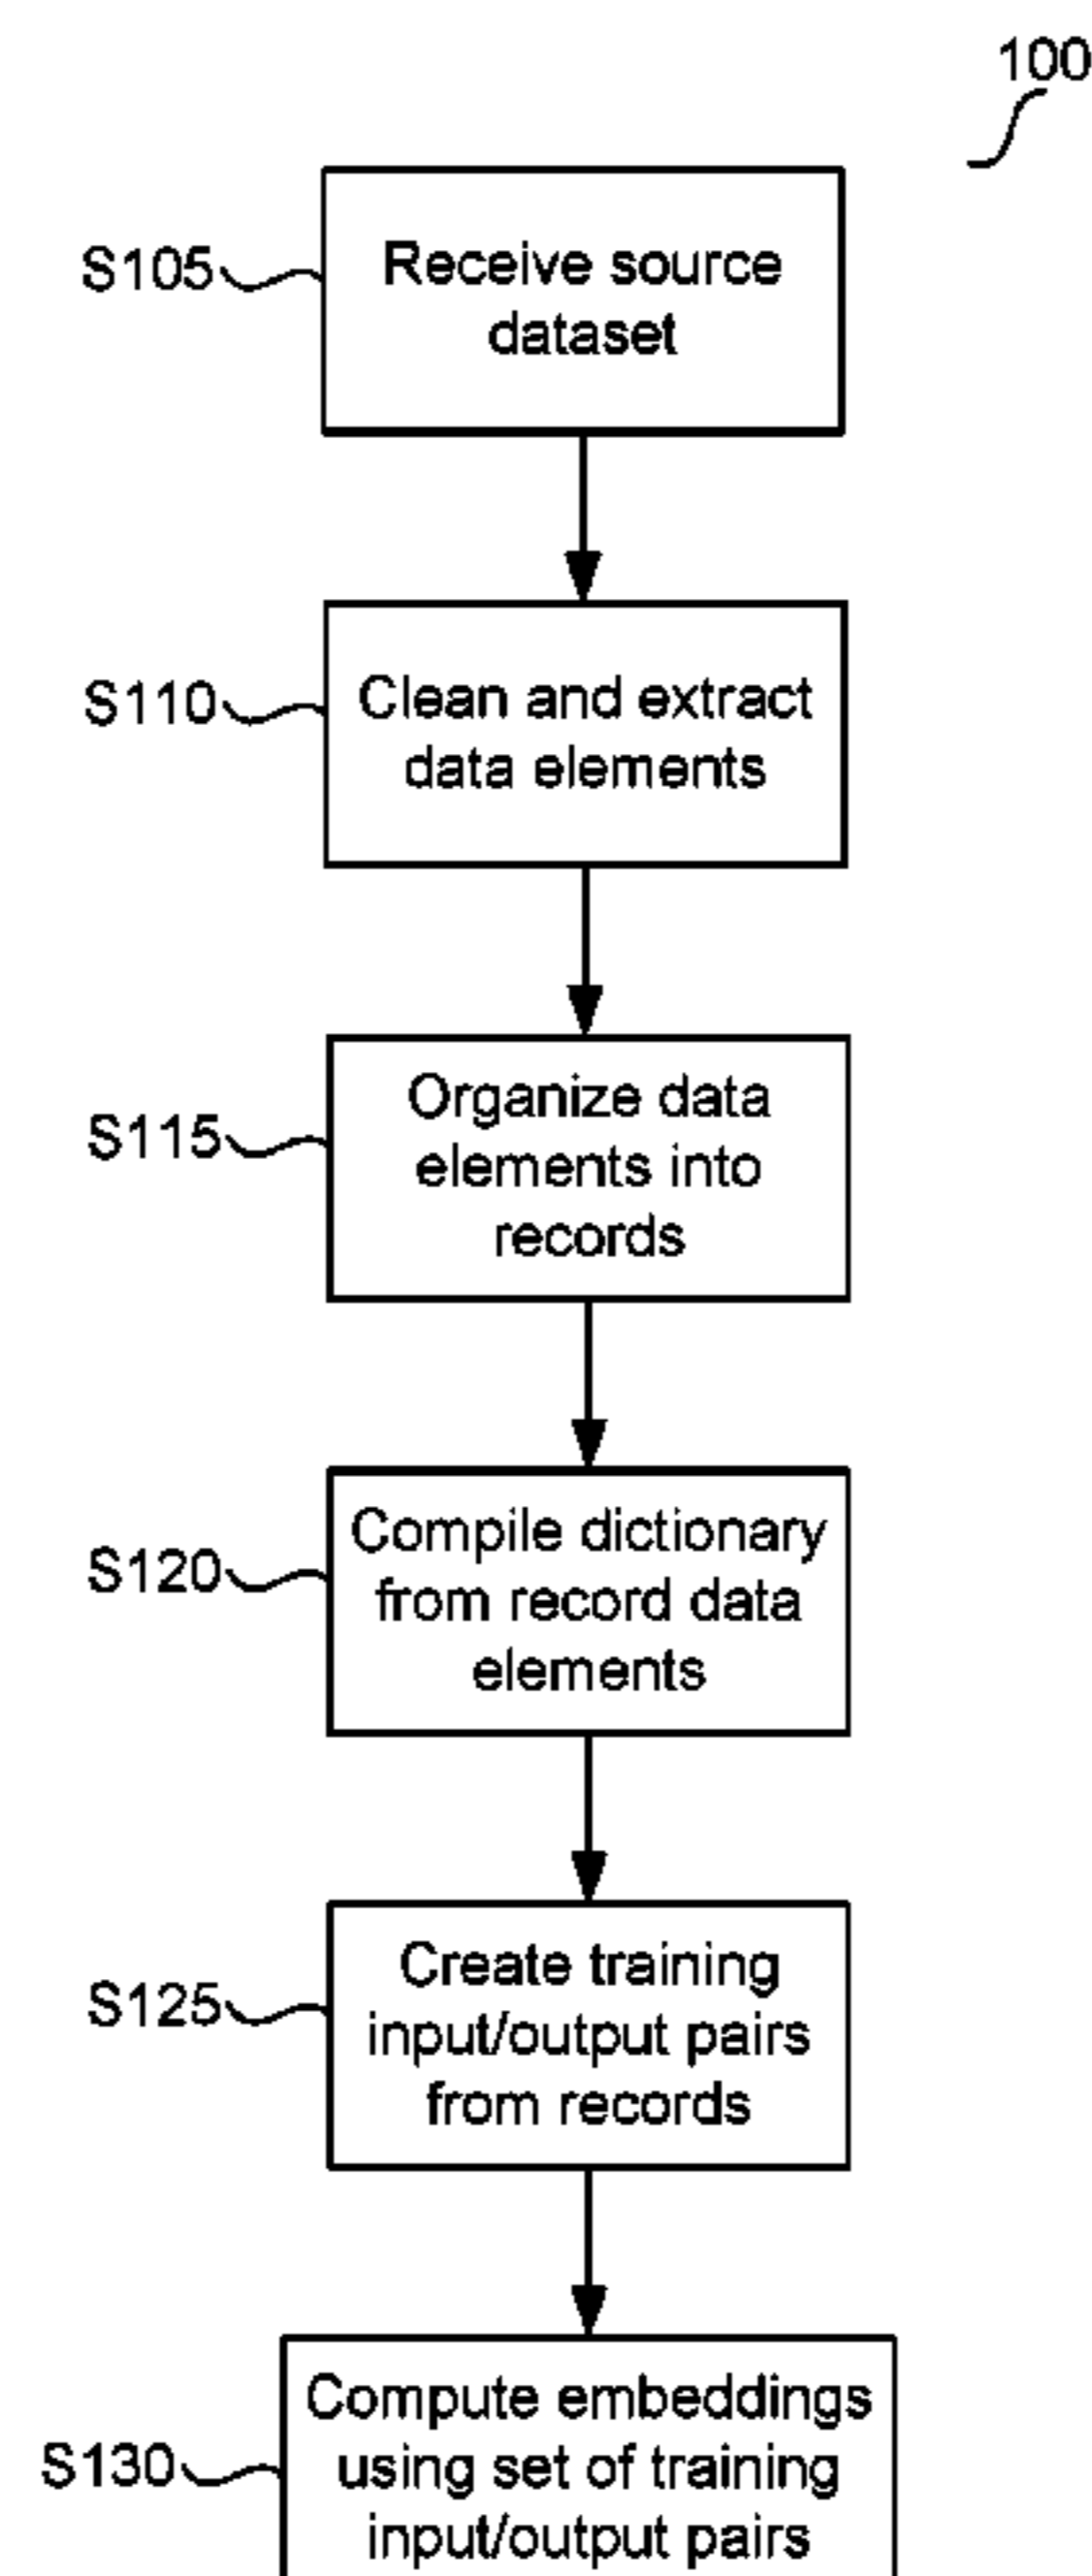 100
S105
Receive source
dataset
S110
Clean and extract
data elements
S115
Organize data
elements into
records
S120
Compile dictionary
from record data
elements
S125
Create training
input/output pairs
from records
S130
Compute embeddings
using set of training
input/output pairs